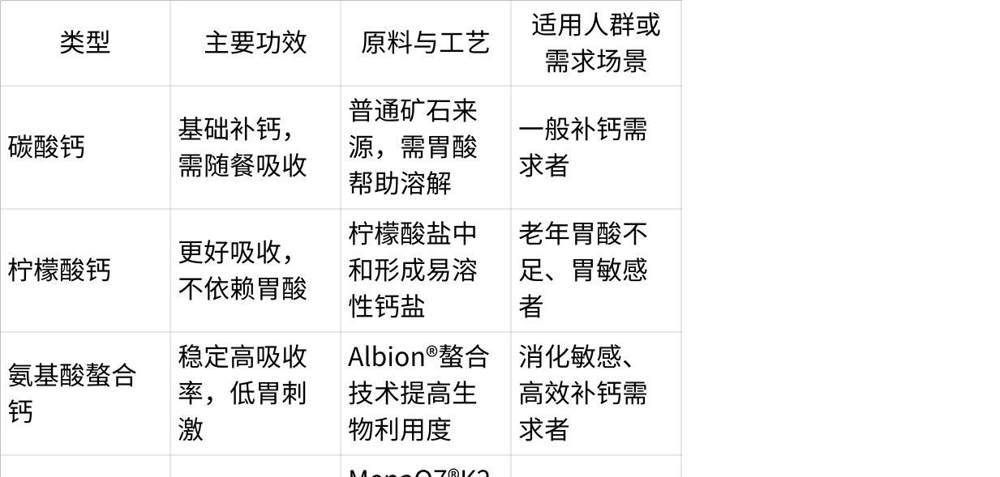 类型
主要功效
原料与工艺
适用人群或
需求场景
碳酸钙
基础补钙，
需随餐吸收
普通矿石来
源，需胃酸
帮助溶解
一般补钙需
求者
柠檬酸钙
更好吸收，
不依赖胃酸
柠檬酸盐中
和形成易溶
性钙盐
老年胃酸不
足、胃敏感
者
氨基酸螯合
钙
稳定高吸收
率，低胃刺
激
Albion®螯合
技术提高生
物利用度
消化敏感、
高效补钙需
求者